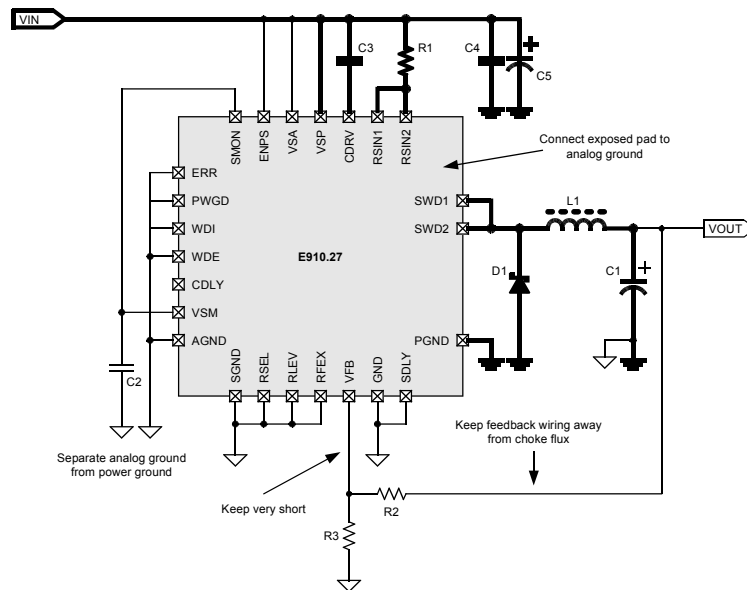 VIN
C3
R1
C4
C5
SMON
ENPS
VSA
VSP
CDRV
RSIN1
RSIN2
Connect exposed pad to
analog ground
ERR
PWGD
WDI
WDE
CDLY
VSM
AGND
E910.27
SWD1
SWD2
PGND
L1
VOUT
D1
C1
C2
SGND
RSEL
RLEV
RFEX
VFB
GND
SDLY
Separate analog ground
from power ground
Keep feedback wiring away
from choke flux
Keep very short
R2
R3